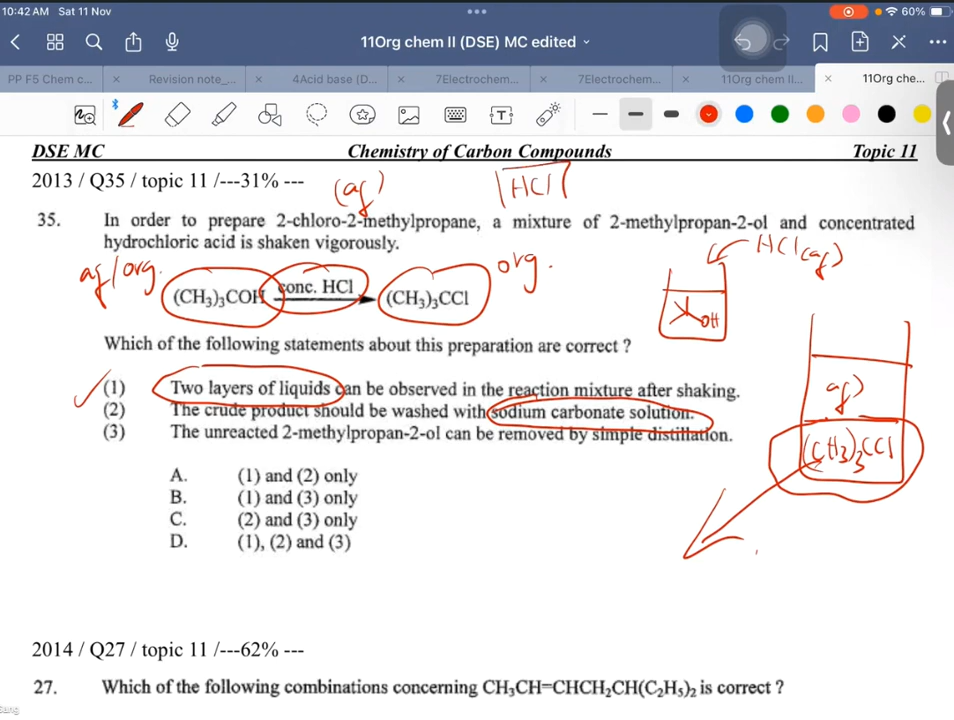 10:42 AM Sat 11 Nov
60%
11Org chem II (DSE) MC edited
PP F5 Chem c...
Revision note_...
4Acid base (D...
7Electrochem...
7Electrochem...
11Org chem II...
11Org che...
DSE MC Chemistry of Carbon Compounds Topic 11
2013 / Q35 / topic 11 /---31% ---
(aq)
HCl
35. In order to prepare 2-chloro-2-methylpropane, a mixture of 2-methylpropan-2-ol and concentrated
hydrochloric acid is shaken vigorously.
HCl(aq)
aq/org.
(CH₃)₃COH conc. HCl (CH₃)₃CCl
org.
OH
Which of the following statements about this preparation are correct ?
(1) Two layers of liquids can be observed in the reaction mixture after shaking.
(2) The crude product should be washed with sodium carbonate solution.
(3) The unreacted 2-methylpropan-2-ol can be removed by simple distillation.
aq)
(CH3)3CCl
A. (1) and (2) only
B. (1) and (3) only
C. (2) and (3) only
D. (1), (2) and (3)
2014 / Q27 / topic 11 /---62% ---
27. Which of the following combinations concerning CH₃CH=CHCH₂CH(C₂H₅)₂ is correct ?